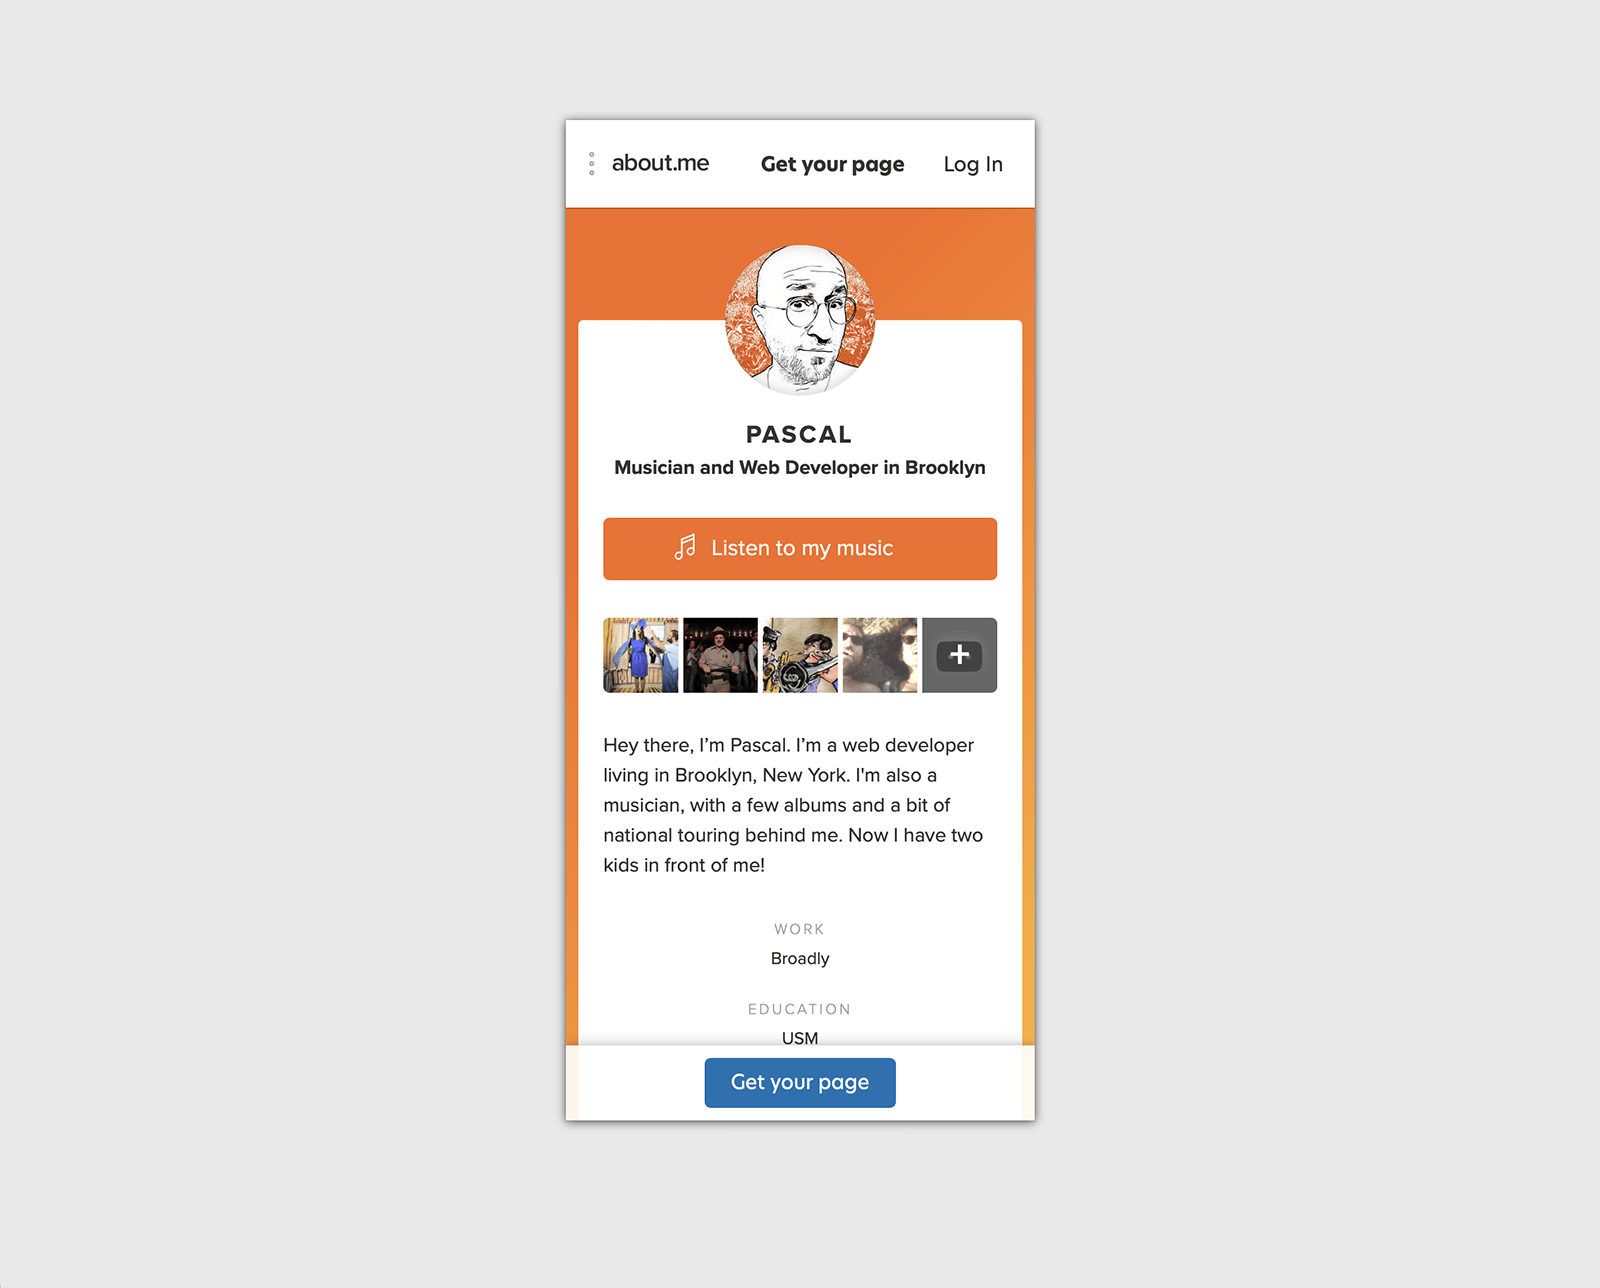 about.me
Get your page
Log In
PASCAL
Musician and Web Developer in Brooklyn
Listen to my music
Hey there, I’m Pascal. I’m a web developer
living in Brooklyn, New York. I'm also a
musician, with a few albums and a bit of
national touring behind me. Now I have two
kids in front of me!
WORK
Broadly
EDUCATION
USM
Get your page